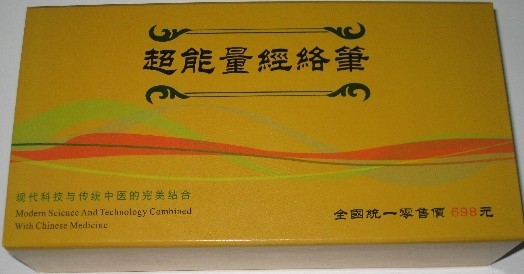 超能量經絡筆
现代科技与传统中医的完美结合
Modern Science And Technology Combined
With Chinese Medicine
全國統一零售價 698元